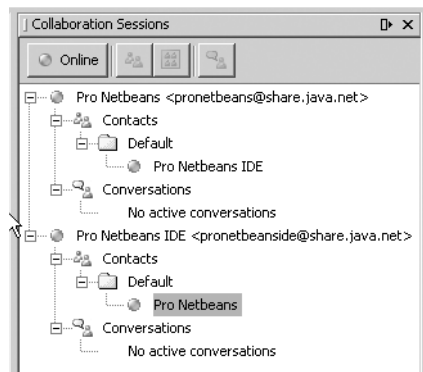 Collaboration Sessions
Online
Pro Netbeans <pronetbeans@share.java.net>
Contacts
Default
Pro Netbeans IDE
Conversations
No active conversations
Pro Netbeans IDE <pronetbeanside@share.java.net>
Contacts
Default
Pro Netbeans
Conversations
No active conversations